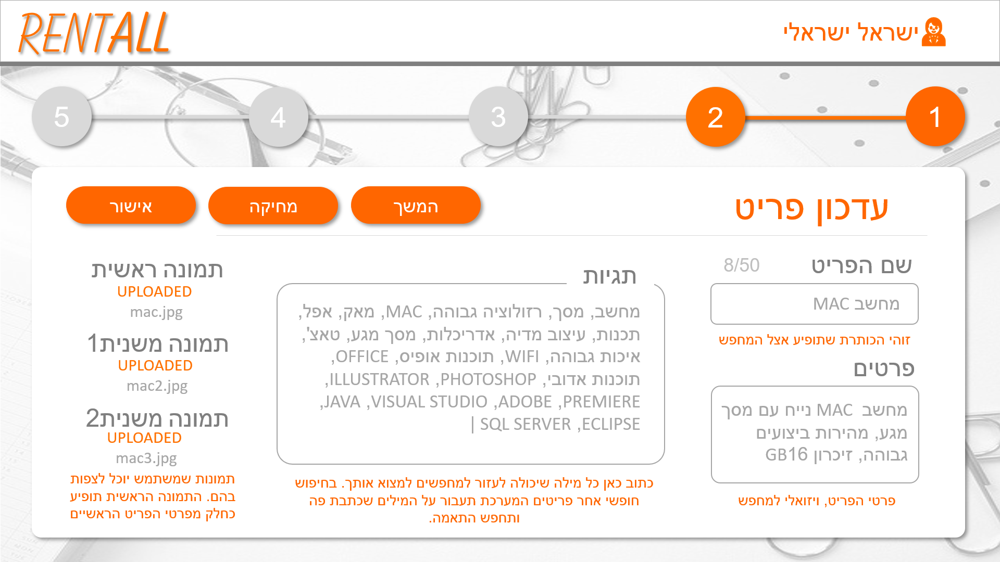 RENTALL
ישראל ישראלי
1
2
3
4
5
עדכון פריט
המשך
מחיקה
אישור
שם הפריט
8/50
מחשב MAC
זוהי הכותרת שתופיע אצל המחפש
פרטים
מחשב  MAC נייח עם מסך
מגע, מהירות ביצועים
גבוהה, זיכרון GB16
פרטי הפריט, ויזואלי למחפש
תגיות
מחשב, מסך, רזולוציה גבוהה, MAC, מאק, אפל,
תכנות, עיצוב מדיה, אדריכלות, מסך מגע, טאצ',
איכות גבוהה, WIFI, תוכנות אופיס, OFFICE,
תוכנות אדובי, PHOTOSHOP, ILLUSTRATOR,
PREMIERE, ADOBE, VISUAL STUDIO, JAVA,
ECLIPSE, SQL SERVER |
כתוב כאן כל מילה שיכולה לעזור למחפשים למצוא אותך. בחיפוש
חופשי אחר פריטים המערכת תעבור על המילים שכתבת פה
ותחפש התאמה.
תמונה ראשית
UPLOADED
mac.jpg
תמונה משנית1
UPLOADED
mac2.jpg
תמונה משנית2
UPLOADED
mac3.jpg
תמונות שמשתמש יוכל לצפות
בהם. התמונה הראשית תופיע
כחלק מפרטי הפריט הראשיים